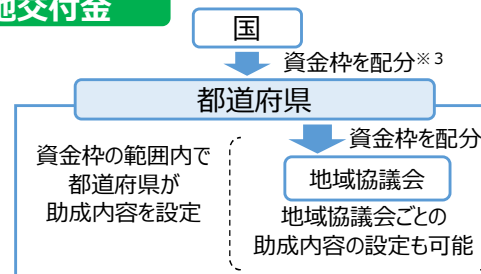 地交付金
国
資金枠を配分※3
都道府県
資金枠を配分
資金枠の範囲内で
都道府県が
助成内容を設定
地域協議会
地域協議会ごとの
助成内容の設定も可能